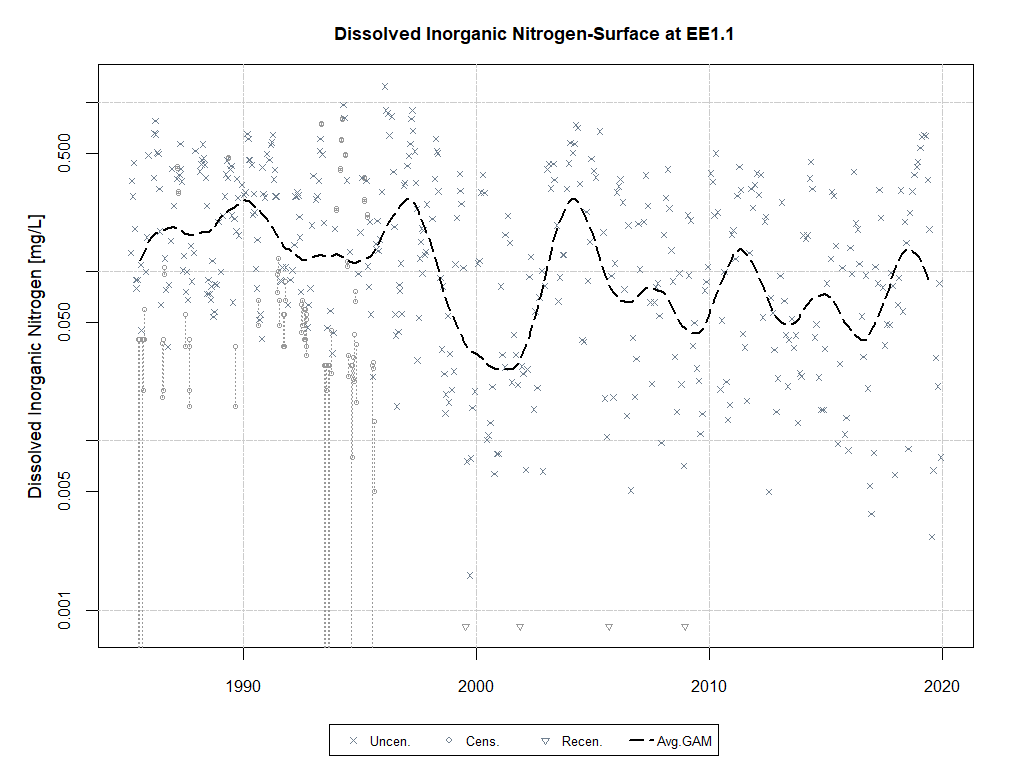 Dissolved Inorganic Nitrogen-Surface at EE1.1
Dissolved Inorganic Nitrogen [mg/L]
0.500
0.050
0.005
0.001
1990 2000 2010 2020
Uncen. Cens. Recen. Avg.GAM